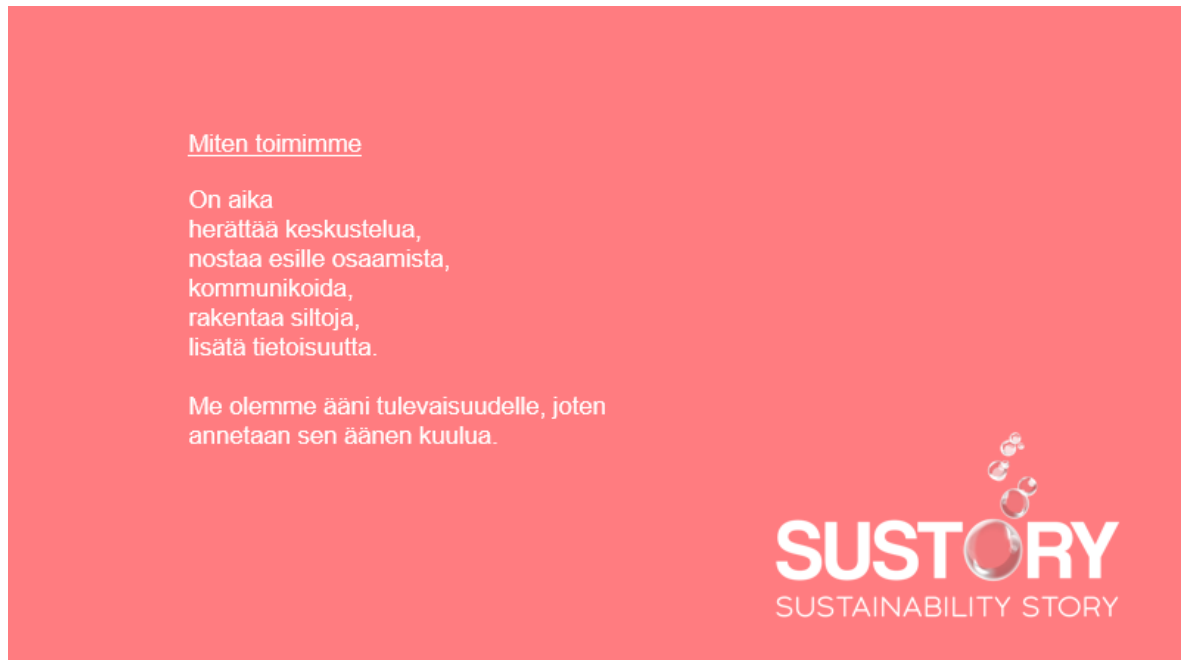 Miten toimimme
On aika
herättää keskustelua,
nostaa esille osaamista,
kommunikoida,
rakentaa siltoja,
lisätä tietoisuutta.
Me olemme ääni tulevaisuudelle, joten
annetaan sen äänen kuulua.
SUSTORY
SUSTAINABILITY STORY